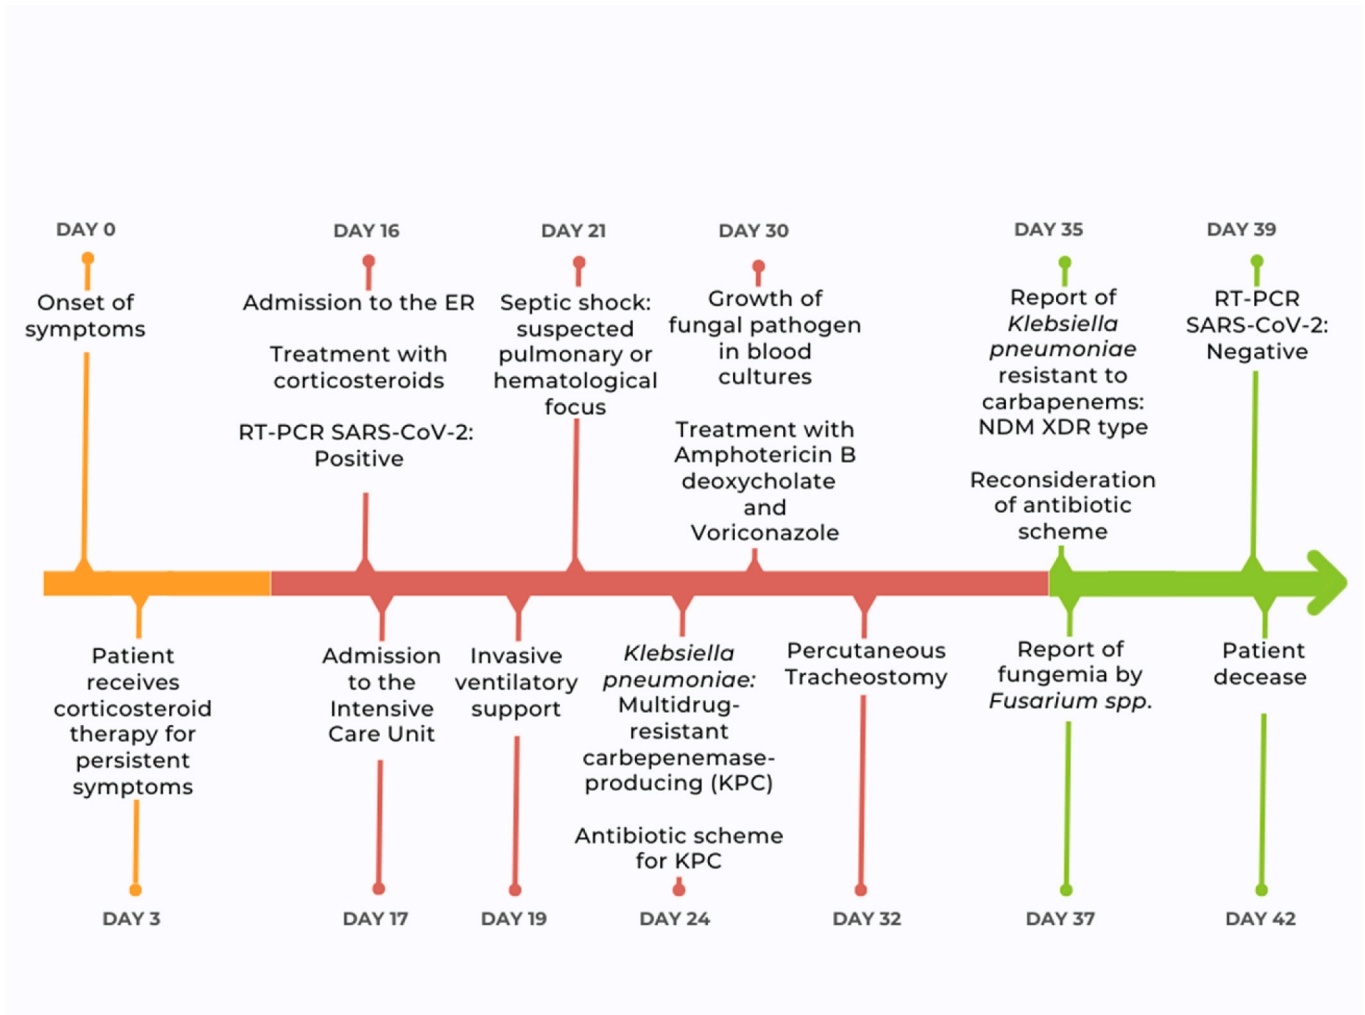 DAY 0
Onset of
symptoms
DAY 16
Admission to the ER
Treatment with
corticosteroids
RT-PCR SARS-CoV-2:
Positive
DAY 21
Septic shock:
suspected
pulmonary or
hematological
focus
DAY 30
Growth of
fungal pathogen
in blood
cultures
Treatment with
Amphotericin B
deoxycholate
and
Voriconazole
DAY 35
Report of
Klebsiella
pneumoniae
resistant to
carbapenems:
NDM XDR type
Reconsideration
of antibiotic
scheme
DAY 39
RT-PCR
SARS-CoV-2:
Negative
Patient
receives
corticosteroid
therapy for
persistent
symptoms
DAY 3
Admission
to the
Intensive
Care Unit
DAY 17
Invasive
ventilatory
support
DAY 19
Klebsiella
pneumoniae:
Multidrug-
resistant
carbepenemase-
producing (KPC)
Antibiotic scheme
for KPC
DAY 24
Percutaneous
Tracheostomy
DAY 32
Report of
fungemia by
Fusarium spp.
DAY 37
Patient
decease
DAY 42